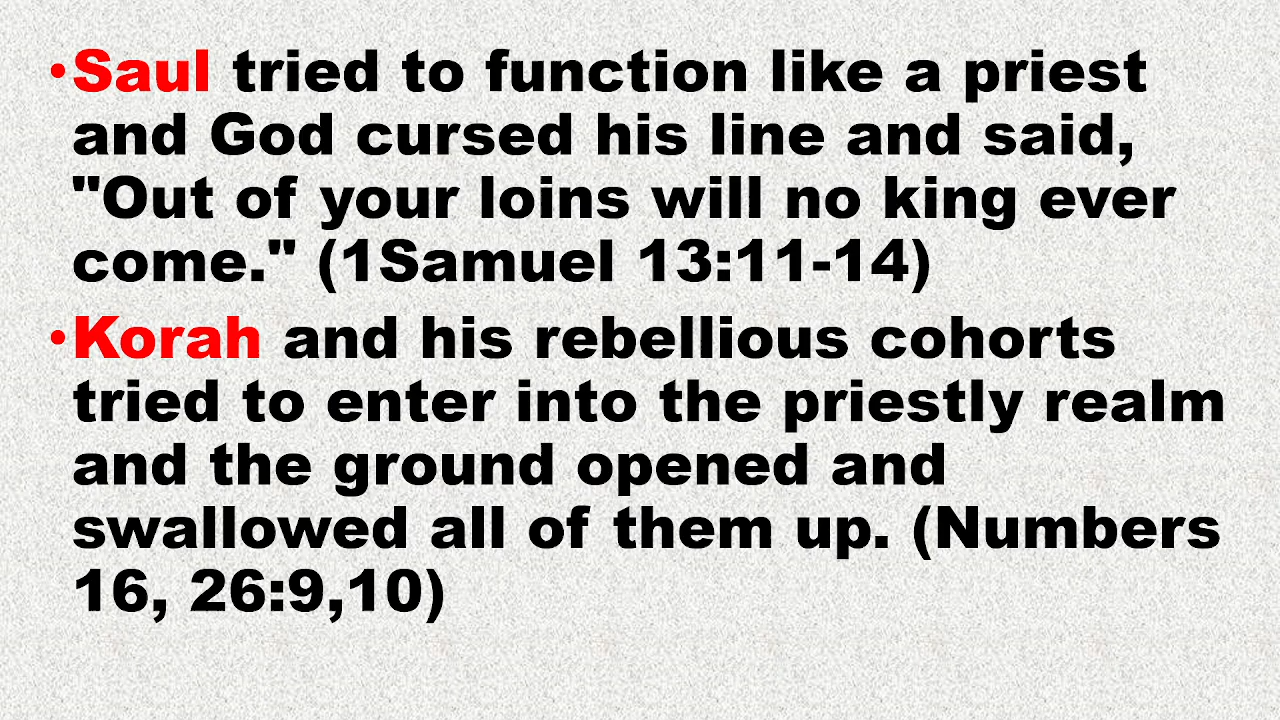 •Saul tried to function like a priest
and God cursed his line and said,
"Out of your loins will no king ever
come." (1Samuel 13:11-14)
•Korah and his rebellious cohorts
tried to enter into the priestly realm
and the ground opened and
swallowed all of them up. (Numbers
16, 26:9,10)